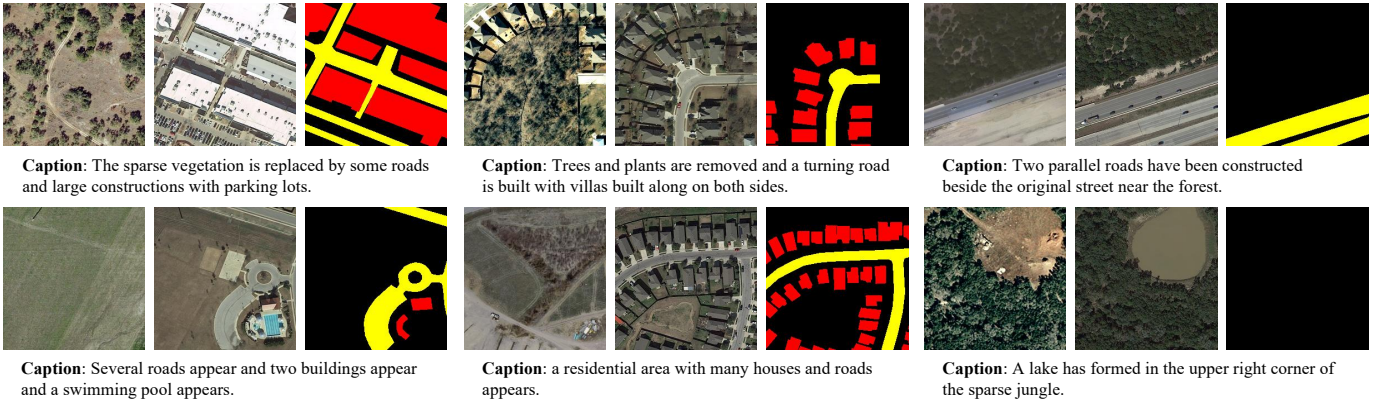 Caption: The sparse vegetation is replaced by some roads
and large constructions with parking lots.
Caption: Trees and plants are removed and a turning road
is built with villas built along on both sides.
Caption: Two parallel roads have been constructed
beside the original street near the forest.
Caption: Several roads appear and two buildings appear
and a swimming pool appears.
Caption: a residential area with many houses and roads
appears.
Caption: A lake has formed in the upper right corner of
the sparse jungle.